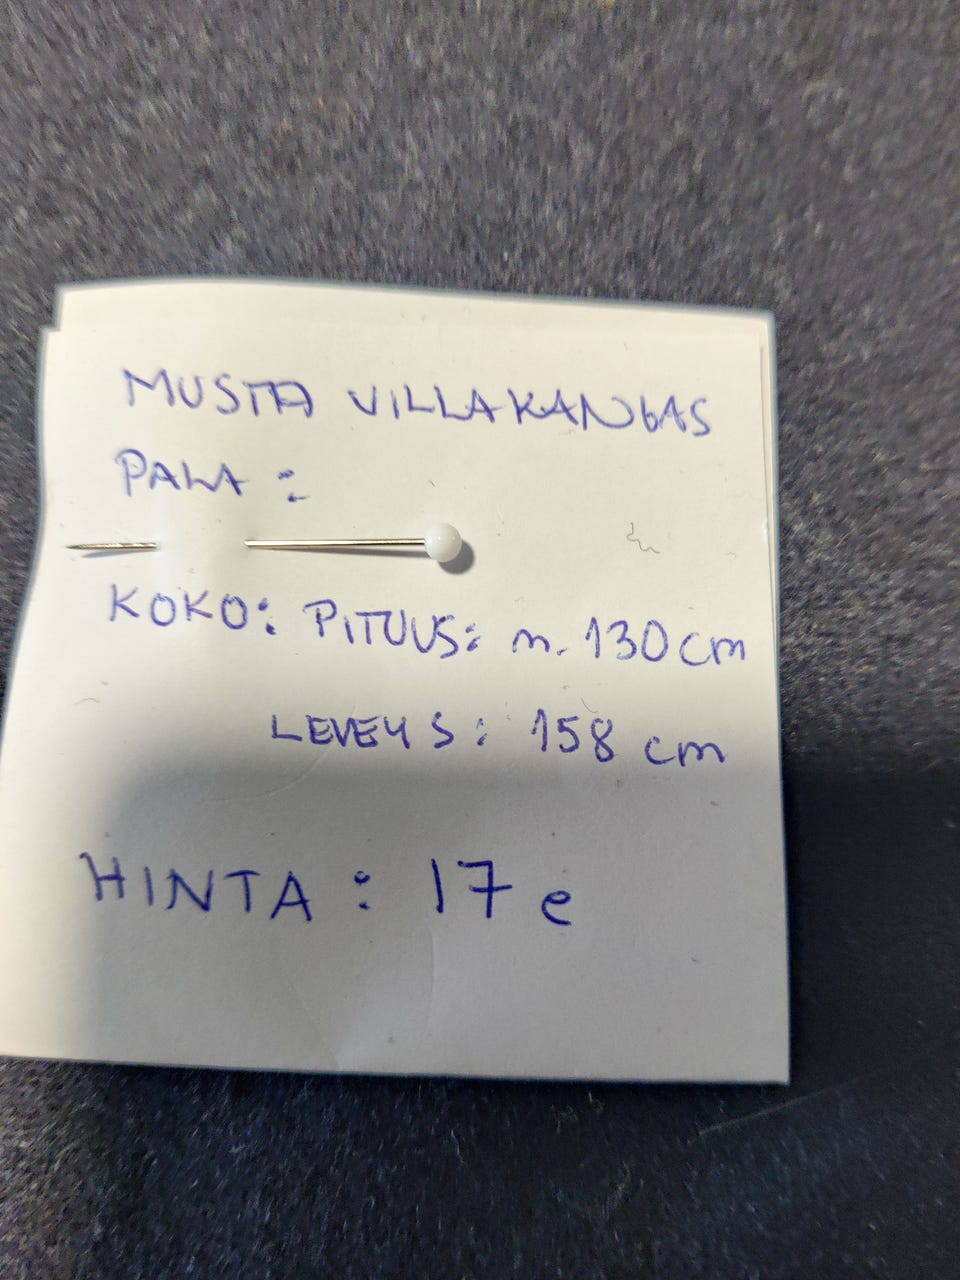 MUSTA VILLAKANGAS
PALA:
KOKO: PITUUS: n. 130 cm
LEVEYS: 158 cm
HINTA: 17 e